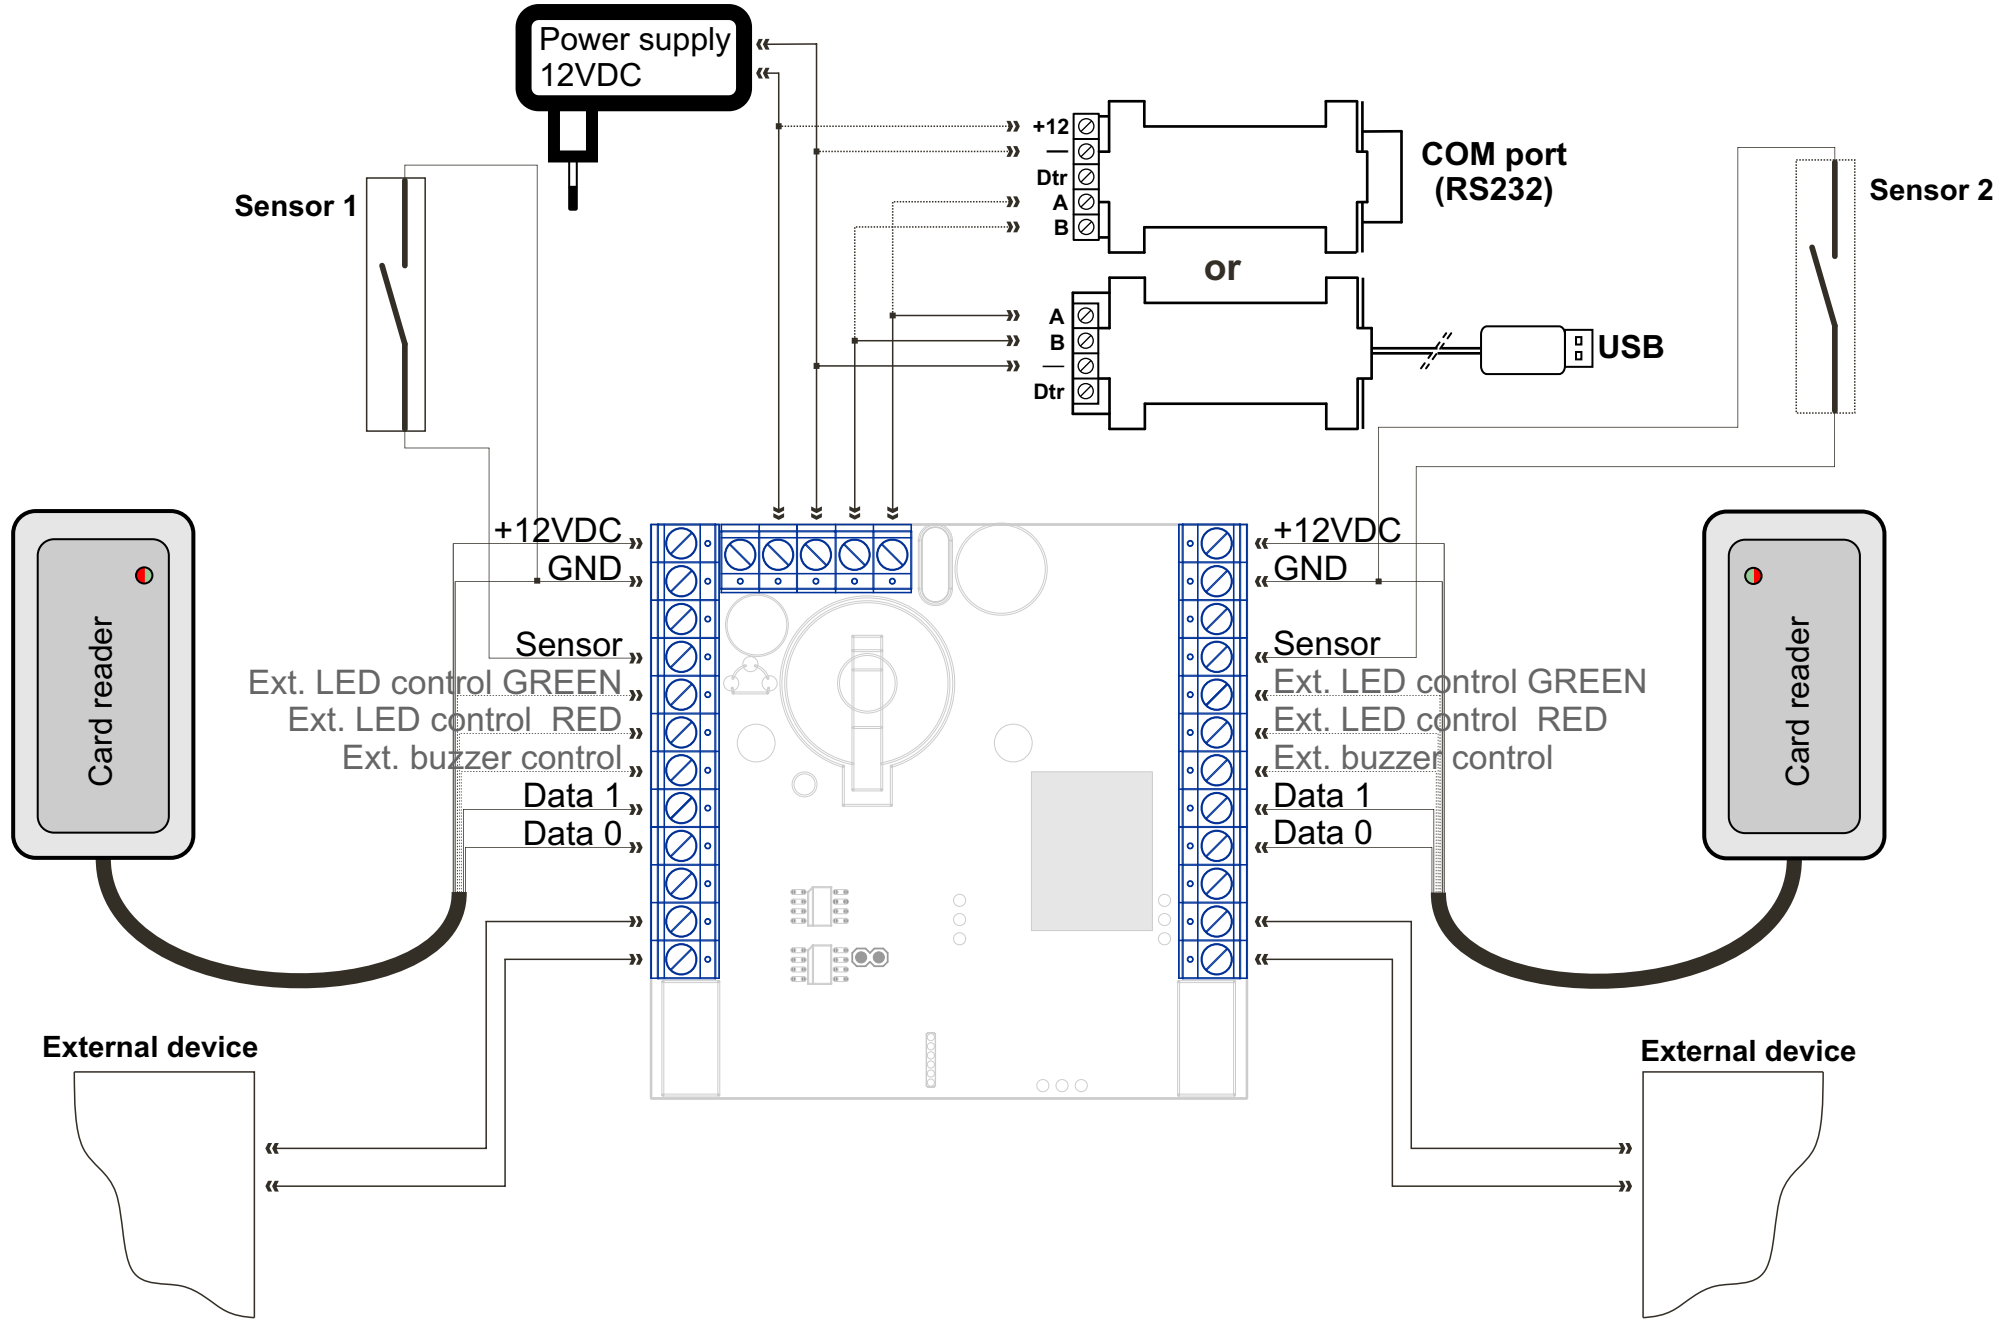 Power supply
12VDC
+12
—
Dtr
A
B
COM port
(RS232)
or
A
B
—
Dtr
USB
Sensor 1
Sensor 2
Card reader
+12VDC
GND
Sensor
Ext. LED control GREEN
Ext. LED control RED
Ext. buzzer control
Data 1
Data 0
+12VDC
GND
Sensor
Ext. LED control GREEN
Ext. LED control RED
Ext. buzzer control
Data 1
Data 0
Card reader
External device
External device